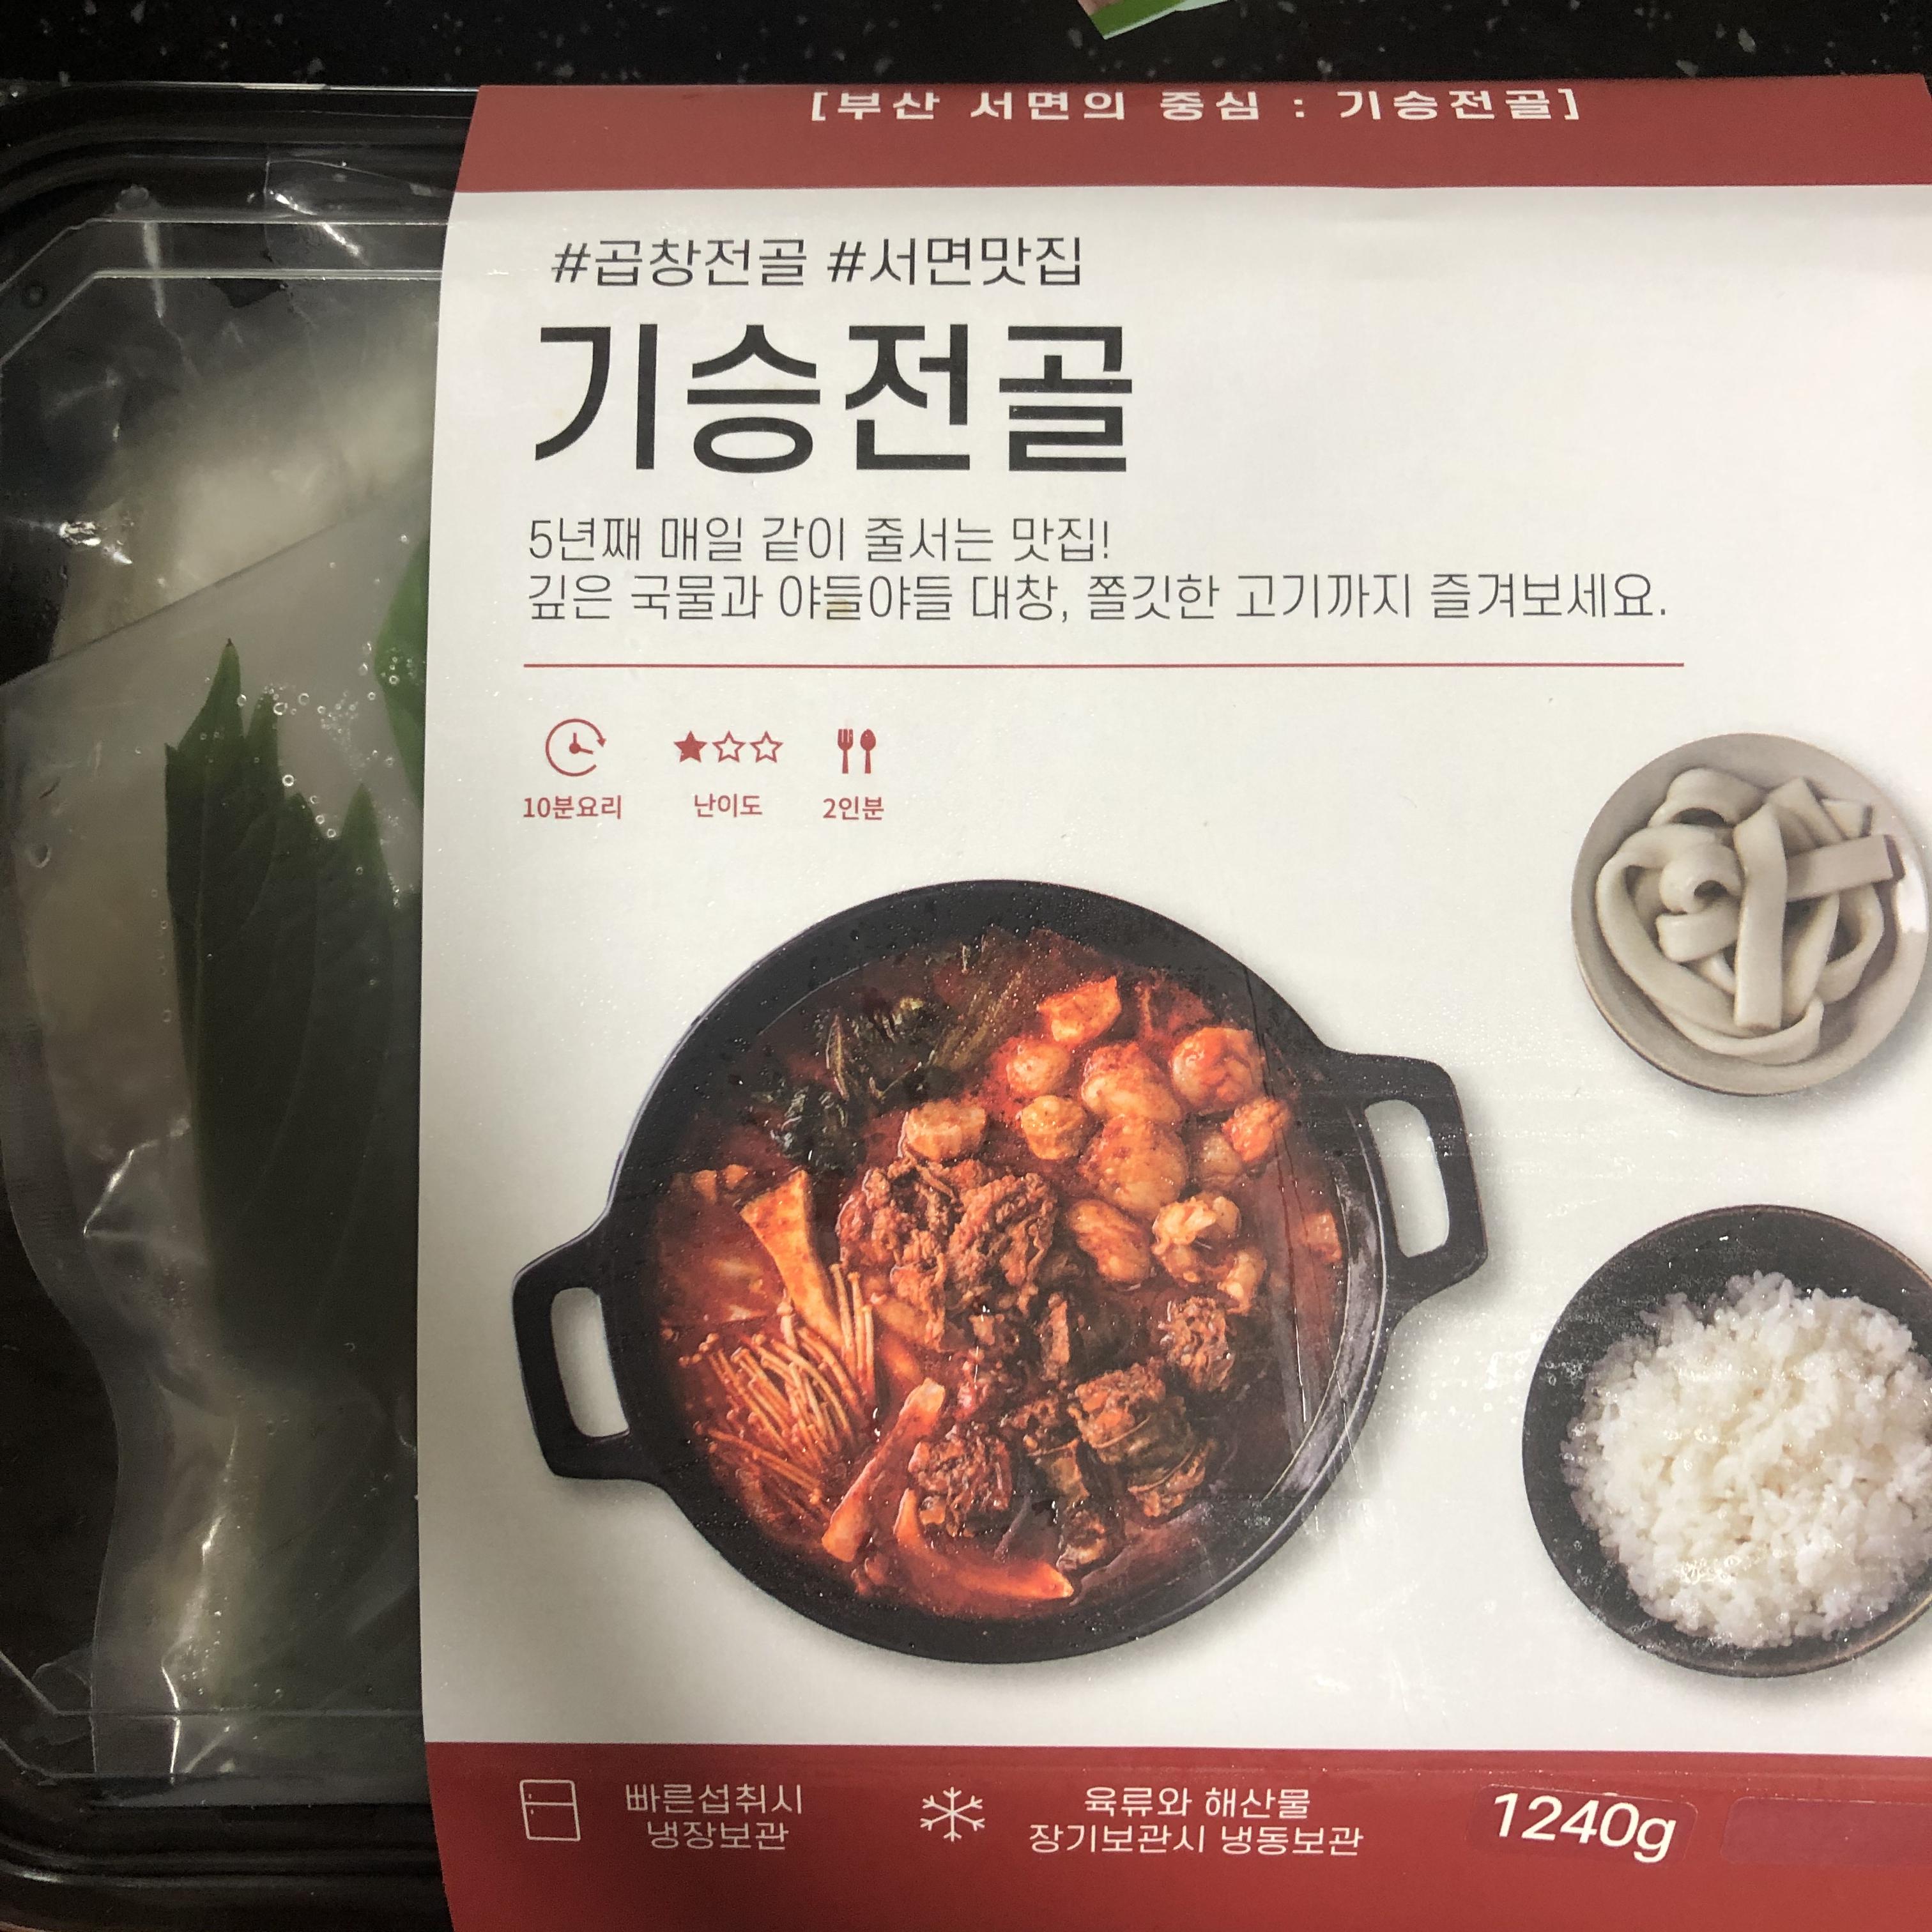 [부산 서면의 중심 : 기승전골]
#곱창전골 #서면맛집
기승전골
5년째 매일 같이 줄서는 맛집!
깊은 국물과 야들야들 대창, 쫄깃한 고기까지 즐겨보세요.
10분요리
난이도
2인분
빠른섭취시
냉장보관
육류와 해산물
장기보관시 냉동보관
1240g